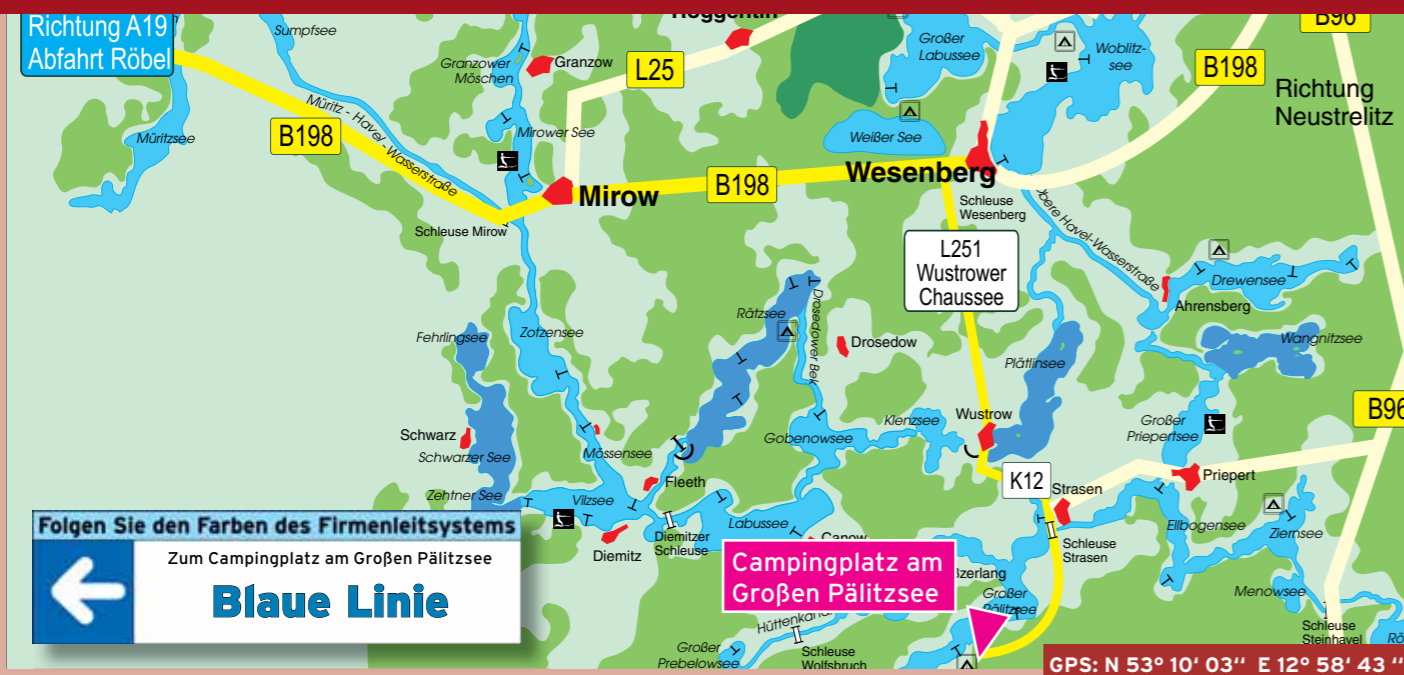 Roggentin
B96
Richtung A19
Abfahrt Röbel
Sumpfsee
Granzower
Möschen
Granzow
L25
Großer
Labussee
Woblitz-
see
B198
Richtung
Neustrelitz
Müritzsee
B198
Müritz - Havel - Wasserstraße
Mirower See
Weißer See
Mirow
B198
Wesenberg
Schleuse
Wesenberg
Schleuse Mirow
Obere Havel-Wasserstraße
L251
Wustrower
Chaussee
Drewensee
Ahrensberg
Fehrlingsee
Zotzensee
Rätzsee
Drosedower Bek
Drosedow
Plätlinsee
Wangnitzsee
B96
Schwarz
Schwarzer See
Mössensee
Gobenowsee
Klenzsee
Wustrow
Großer
Priepertsee
Zehtner See
Vilzsee
Fleeth
K12
Strasen
Priepert
Diemitz
Diemitzer
Schleuse
Labussee
Canow
Schleuse
Strasen
Ellbogensee
Ziernsee
Folgen Sie den Farben des Firmenleitsystems
Zum Campingplatz am Großen Pälitzsee
Blaue Linie
Campingplatz am
Großen Pälitzsee
Großer
Pälitzsee
Menowsee
Hüttenkanal
Großer
Prebelowsee
Schleuse
Wolfsbruch
Schleuse
Steinhavel
GPS: N 53° 10‘ 03‘‘ E 12° 58‘ 43 ‘‘